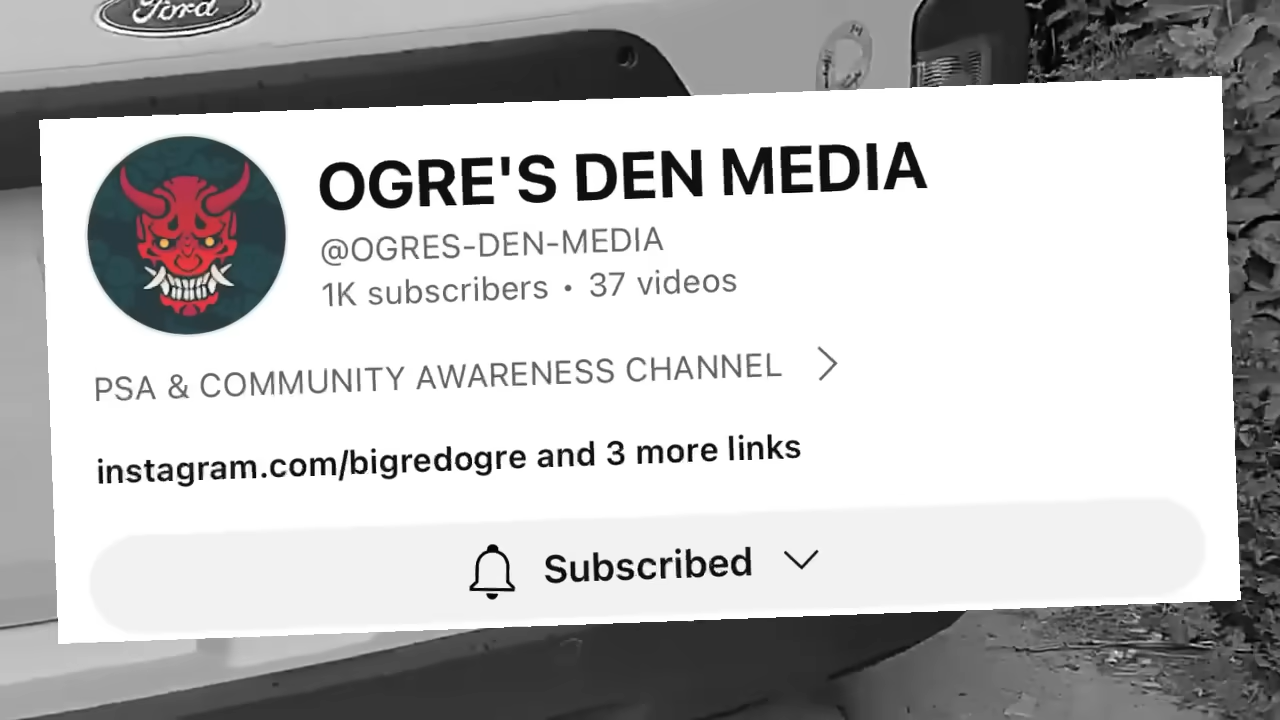 Ford
OGRE'S DEN MEDIA
@OGRES-DEN-MEDIA
1K subscribers • 37 videos
PSA & COMMUNITY AWARENESS CHANNEL
instagram.com/bigredogre and 3 more links
Subscribed